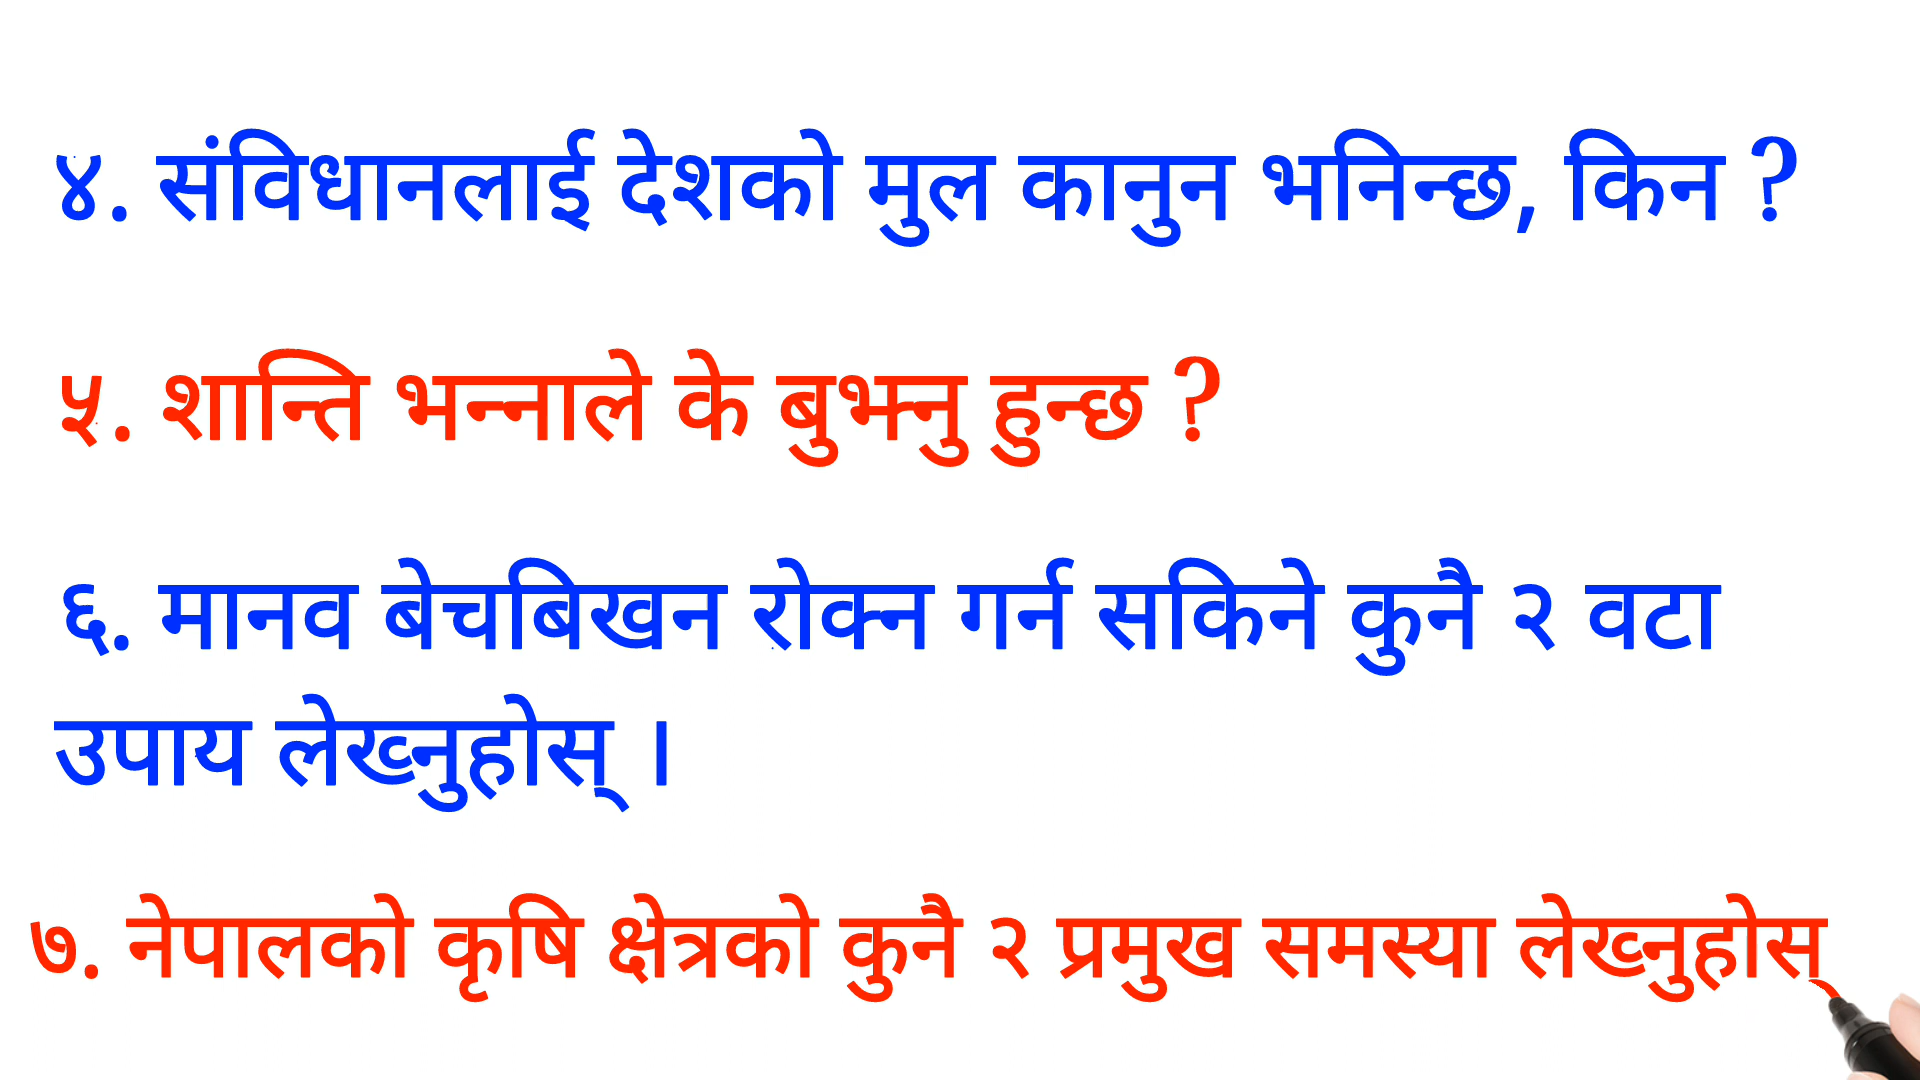 ४. संविधानलाई देशको मुल कानुन भनिन्छ, किन ?
५. शान्ति भन्नाले के बुझ्नु हुन्छ ?
६. मानव बेचबिखन रोक्न गर्न सकिने कुनै २ वटा
उपाय लेख्नुहोस् ।
७. नेपालको कृषि क्षेत्रको कुनै २ प्रमुख समस्या लेख्नुहोस्